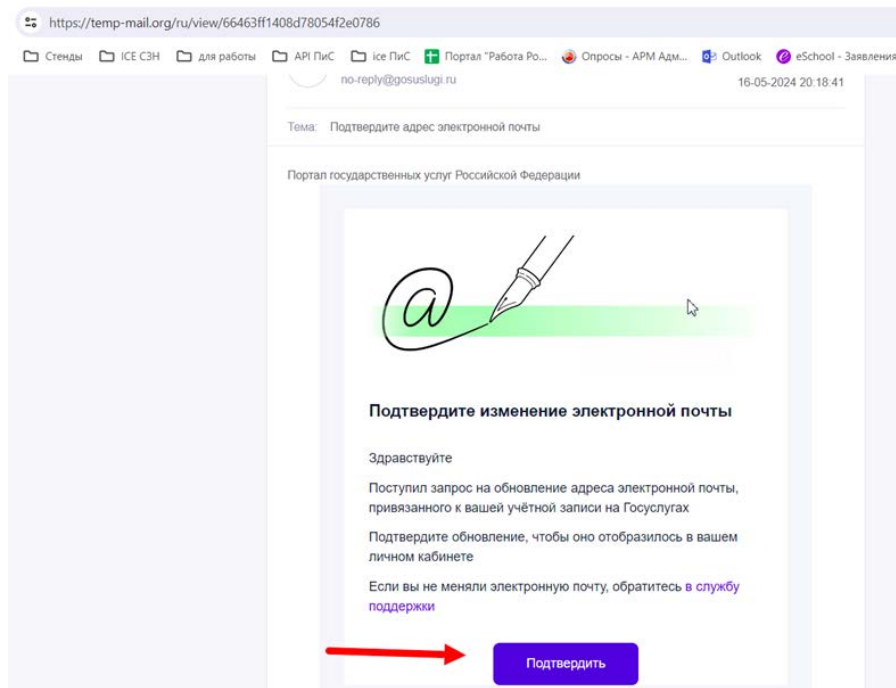 https://temp-mail.org/ru/view/66463ff1408d78054f2e0786
Стенды ICE СЗН для работы API ПиС ice ПиС Портал "Работа Ро... Опросы - АРМ Адм... Outlook eSchool - Заявления
no-reply@gosuslugi.ru 16-05-2024 20:18:41
Тема: Подтвердите адрес электронной почты
Портал государственных услуг Российской Федерации
Подтвердите изменение электронной почты
Здравствуйте
Поступил запрос на обновление адреса электронной почты,
привязанного к вашей учётной записи на Госуслугах
Подтвердите обновление, чтобы оно отобразилось в вашем
личном кабинете
Если вы не меняли электронную почту, обратитесь в службу
поддержки
Подтвердить